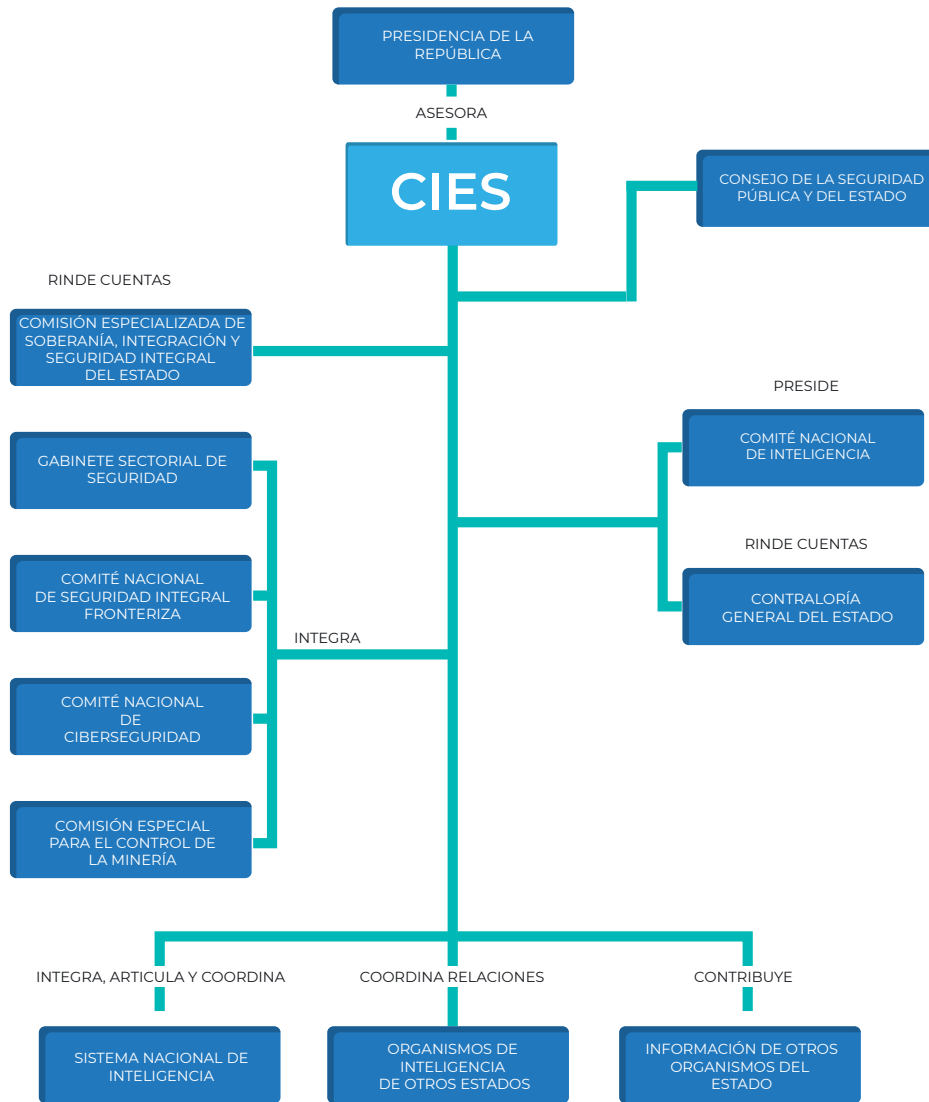 PRESIDENCIA DE LA
REPÚBLICA
ASESORA
CIES
CONSEJO DE LA SEGURIDAD
PÚBLICA Y DEL ESTADO
RINDE CUENTAS
COMISIÓN ESPECIALIZADA DE
SOBERANÍA, INTEGRACIÓN Y
SEGURIDAD INTEGRAL
DEL ESTADO
PRESIDE
COMITÉ NACIONAL
DE INTELIGENCIA
GABINETE SECTORIAL DE
SEGURIDAD
RINDE CUENTAS
CONTRALORÍA
GENERAL DEL ESTADO
COMITÉ NACIONAL
DE SEGURIDAD INTEGRAL
FRONTERIZA
INTEGRA
COMITÉ NACIONAL
DE
CIBERSEGURIDAD
COMISIÓN ESPECIAL
PARA EL CONTROL DE
LA MINERÍA
INTEGRA, ARTICULA Y COORDINA
COORDINA RELACIONES
CONTRIBUYE
SISTEMA NACIONAL DE
INTELIGENCIA
ORGANISMOS DE
INTELIGENCIA
DE OTROS ESTADOS
INFORMACIÓN DE OTROS
ORGANISMOS DEL
ESTADO